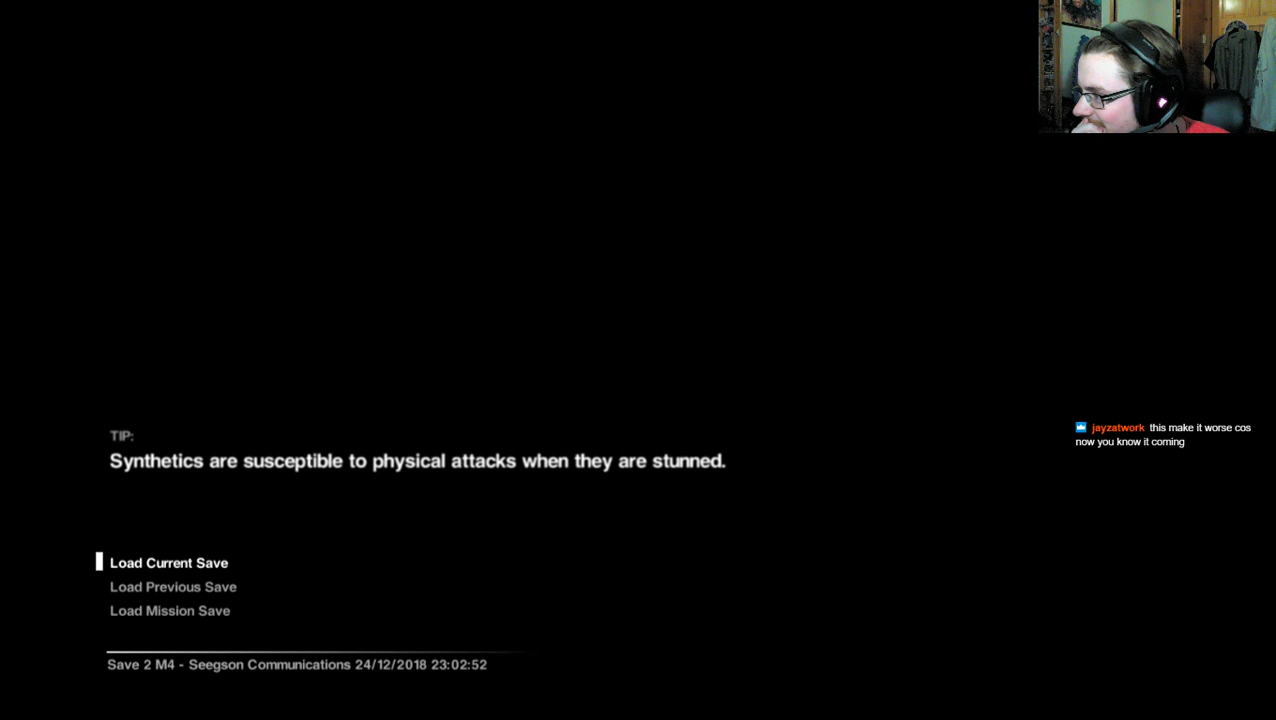 jayzatwork this make it worse cos
now you know it coming
TIP:
Synthetics are susceptible to physical attacks when they are stunned.
Load Current Save
Load Previous Save
Load Mission Save
Save 2 M4 - Seegson Communications 24/12/2018 23:02:52